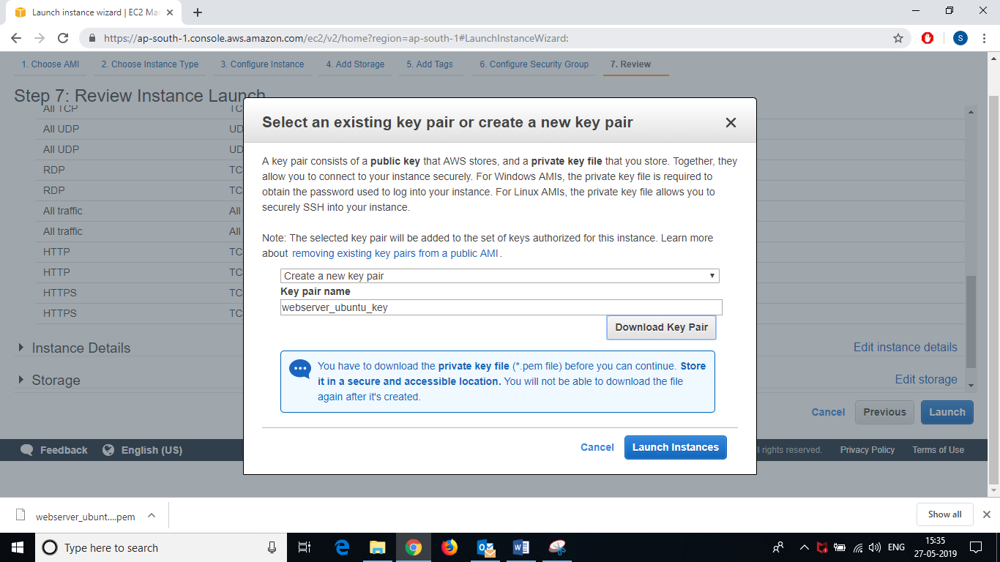 Launch instance wizard | EC2 Ma
https://ap-south-1.console.aws.amazon.com/ec2/v2/home?region=ap-south-1#LaunchInstanceWizard:
S
1. Choose AMI 2. Choose Instance Type 3. Configure Instance 4. Add Storage 5. Add Tags 6. Configure Security Group 7. Review
Step 7: Review Instance Launch
All TCP TC
All UDP UD
All UDP UD
RDP TC
RDP TC
All traffic All
All traffic All
HTTP TC
HTTP TC
HTTPS TC
HTTPS TC
Instance Details Edit instance details
Storage Edit storage
Cancel Previous Launch
Select an existing key pair or create a new key pair
A key pair consists of a public key that AWS stores, and a private key file that you store. Together, they
allow you to connect to your instance securely. For Windows AMIs, the private key file is required to
obtain the password used to log into your instance. For Linux AMIs, the private key file allows you to
securely SSH into your instance.
Note: The selected key pair will be added to the set of keys authorized for this instance. Learn more
about removing existing key pairs from a public AMI.
Create a new key pair
Key pair name
webserver_ubuntu_key
Download Key Pair
You have to download the private key file (*.pem file) before you can continue. Store
it in a secure and accessible location. You will not be able to download the file
again after it's created.
Cancel Launch Instances
Feedback English (US) rights reserved. Privacy Policy Terms of Use
webserver_ubunt....pem Show all
Type here to search ENG 15:35
27-05-2019